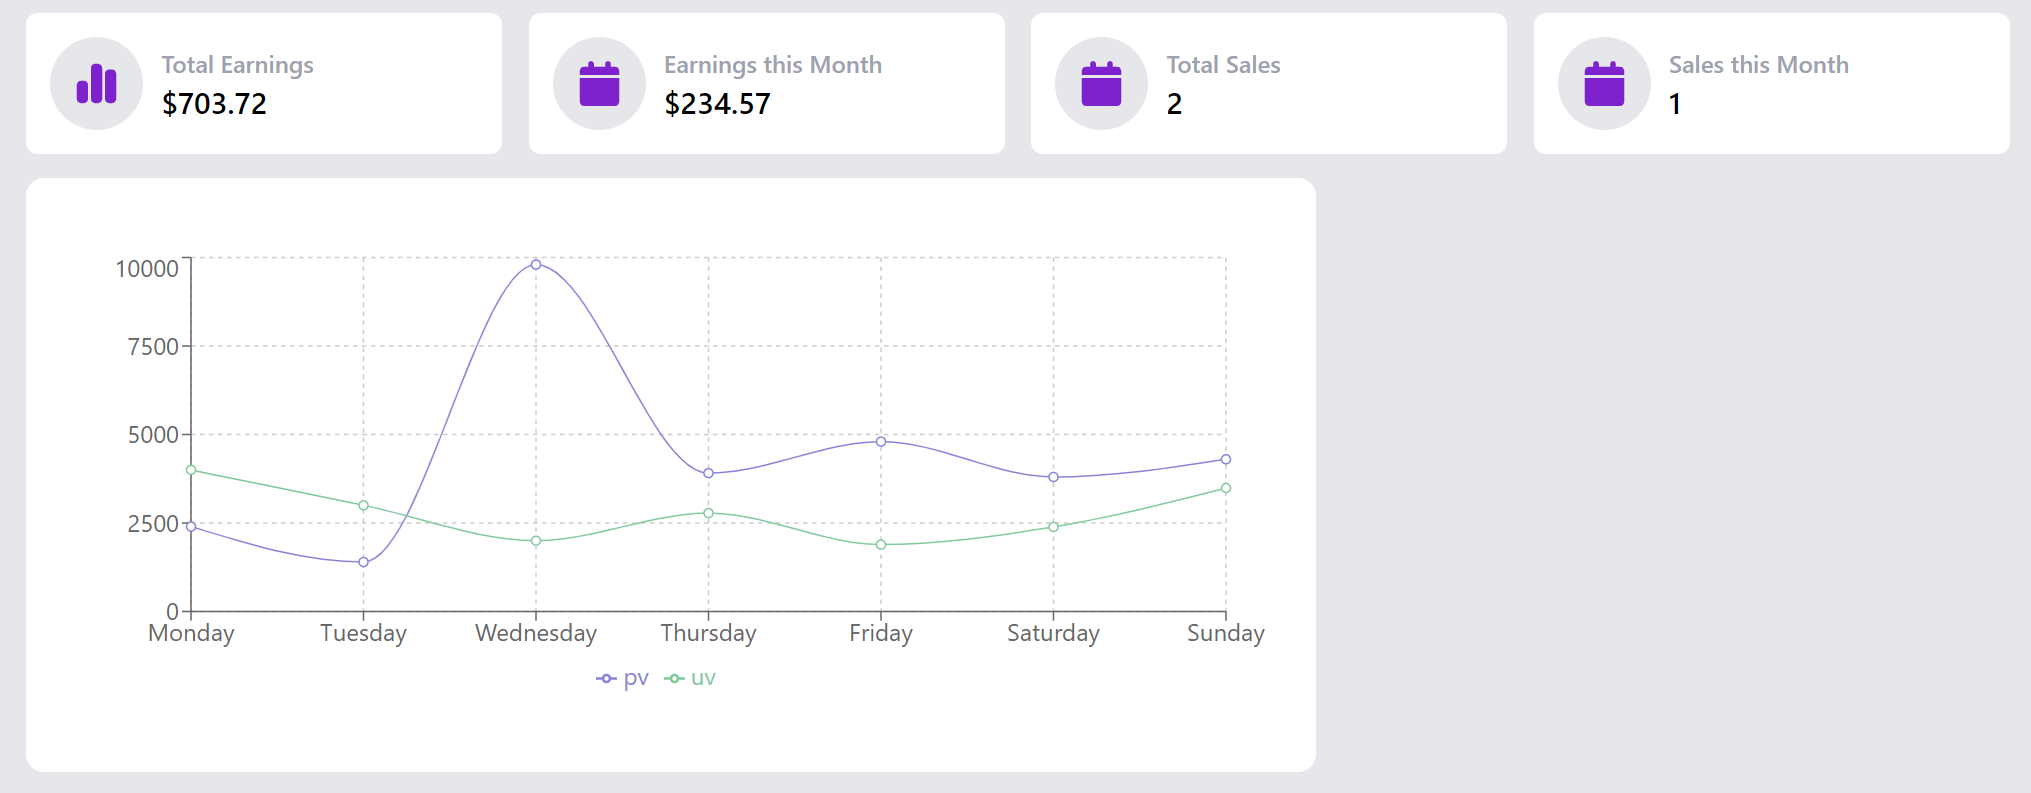 Total Earnings
$703.72
Earnings this Month
$234.57
Total Sales
2
Sales this Month
1
10000
7500
5000
2500
0
Monday Tuesday Wednesday Thursday Friday Saturday Sunday
pv uv